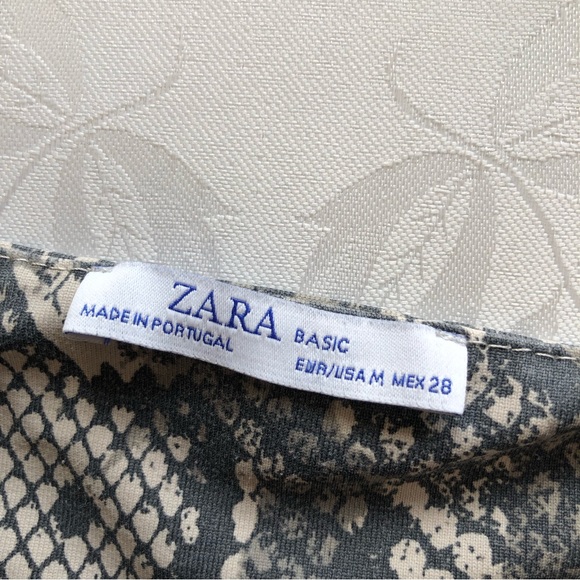 ZARA
MADE IN PORTUGAL
BASIC
EUR/USA M MEX 28